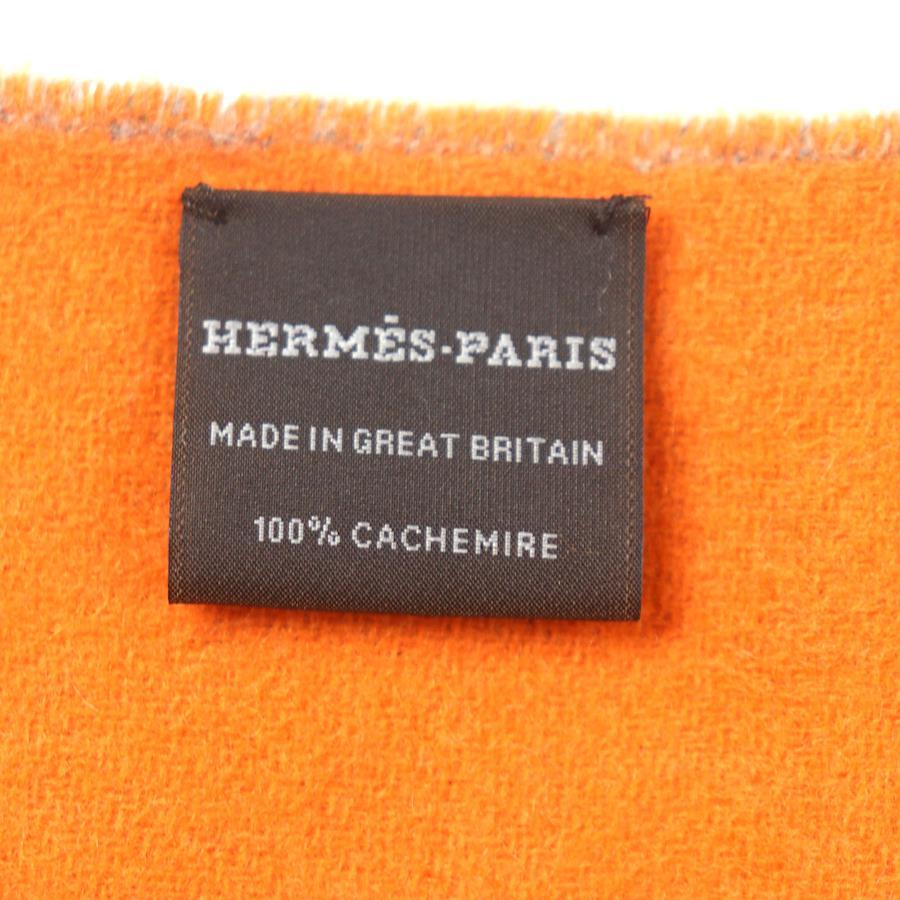 HERMÈS-PARIS
MADE IN GREAT BRITAIN
100% CACHEMIRE